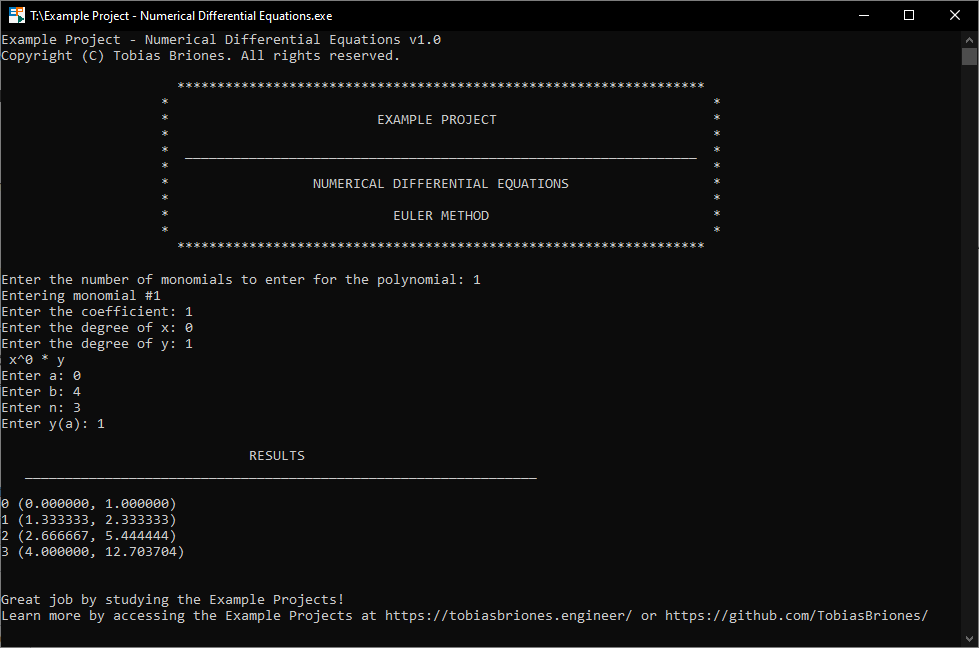 T:\Example Project - Numerical Differential Equations.exe
Example Project - Numerical Differential Equations v1.0
Copyright (C) Tobias Briones. All rights reserved.
******************************************************************
* *
* EXAMPLE PROJECT *
* *
* ________________________________________________________________ *
* *
* NUMERICAL DIFFERENTIAL EQUATIONS *
* *
* EULER METHOD *
* *
******************************************************************
Enter the number of monomials to enter for the polynomial: 1
Entering monomial #1
Enter the coefficient: 1
Enter the degree of x: 0
Enter the degree of y: 1
x^0 * y
Enter a: 0
Enter b: 4
Enter n: 3
Enter y(a): 1
RESULTS
________________________________________________________________
0 (0.000000, 1.000000)
1 (1.333333, 2.333333)
2 (2.666667, 5.444444)
3 (4.000000, 12.703704)
Great job by studying the Example Projects!
Learn more by accessing the Example Projects at https://tobiasbriones.engineer/ or https://github.com/TobiasBriones/